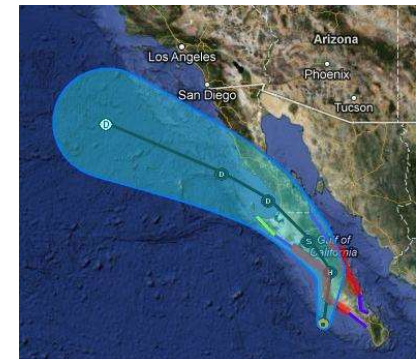 Arizona
Los Angeles
Phoenix
San Diego
Tucson
D
D
D
S
Gulf of
California
H